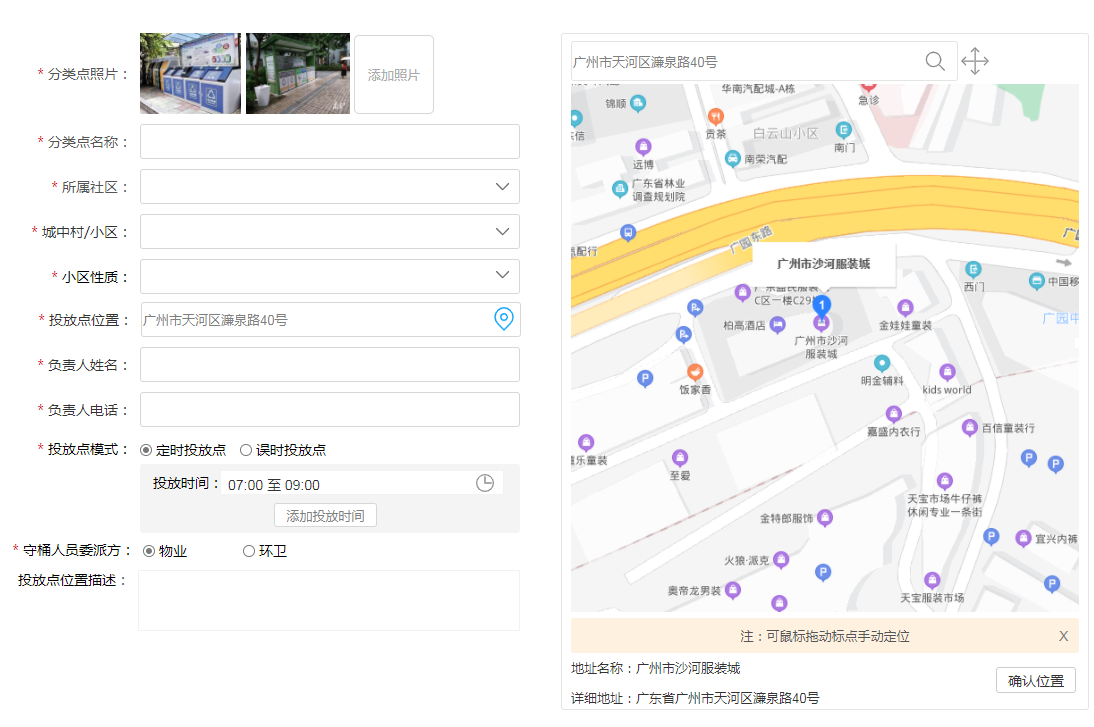 * 分类点照片：
添加照片
* 分类点名称：
* 所属社区：
* 城中村/小区：
* 小区性质：
* 投放点位置：
广州市天河区濂泉路40号
* 负责人姓名：
* 负责人电话：
* 投放点模式：
定时投放点
误时投放点
投放时间：
07:00 至 09:00
添加投放时间
* 守桶人员委派方：
物业
环卫
投放点位置描述：
广州市天河区濂泉路40号
华南汽配城-A栋
急诊
锦顺
贡茶
白云山小区
南门
远博
南荣汽配
广东省林业
调查规划院
广园东路
配行
广州市沙河服装城
西门
中国移
C区一楼C29
1
柏高酒店
金娃娃童装
广州市沙河
服装城
广园中
明金辅料
饭家香
kids world
嘉盛内衣行
百信童装行
乐童装
至爱
天宝市场牛仔裤
休闲专业一条街
金特郎服饰
宜兴内裤
火狼·派克
奥帝龙男装
天宝服装市场
注：可鼠标拖动标点手动定位
X
地址名称：广州市沙河服装城
确认位置
详细地址：广东省广州市天河区濂泉路40号